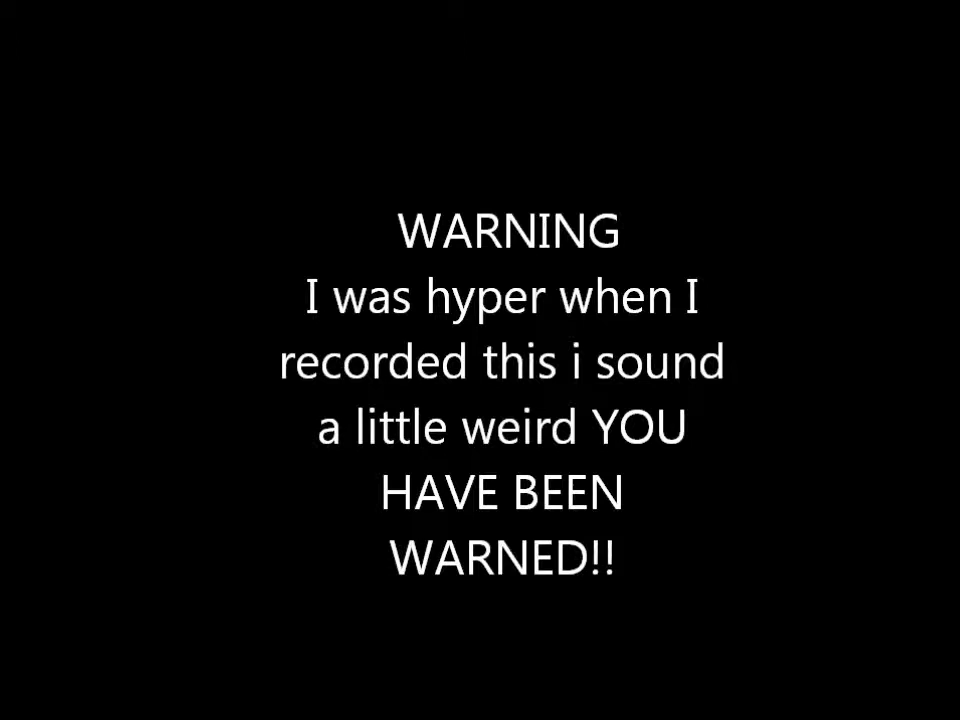 WARNING
I was hyper when I
recorded this i sound
a little weird YOU
HAVE BEEN
WARNED!!